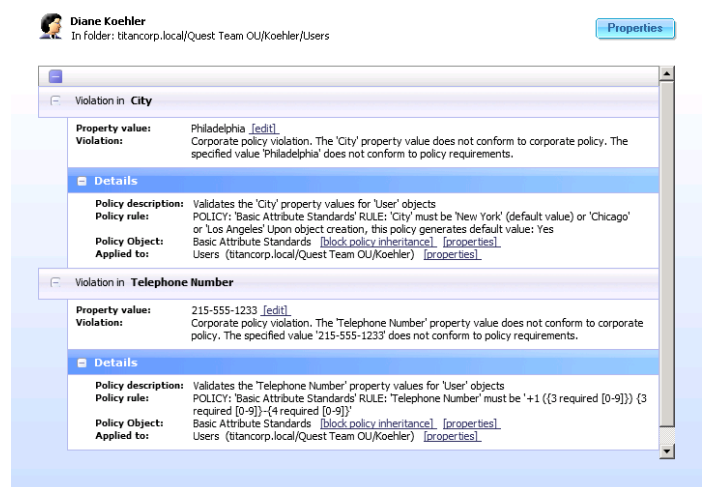 Diane Koehler
In folder: titancorp.local/Quest Team OU/Koehler/Users
Properties
Violation in City
Property value: Philadelphia [edit]
Violation: Corporate policy violation. The 'City' property value does not conform to corporate policy. The
specified value 'Philadelphia' does not conform to policy requirements.
Details
Policy description: Validates the 'City' property values for 'User' objects
Policy rule: POLICY: 'Basic Attribute Standards' RULE: 'City' must be 'New York' (default value) or 'Chicago'
or 'Los Angeles' Upon object creation, this policy generates default value: Yes
Policy Object: Basic Attribute Standards [block policy inheritance] [properties]
Applied to: Users (titancorp.local/Quest Team OU/Koehler) [properties]
Violation in Telephone Number
Property value: 215-555-1233 [edit]
Violation: Corporate policy violation. The 'Telephone Number' property value does not conform to corporate
policy. The specified value '215-555-1233' does not conform to policy requirements.
Details
Policy description: Validates the 'Telephone Number' property values for 'User' objects
Policy rule: POLICY: 'Basic Attribute Standards' RULE: 'Telephone Number' must be '+1 ({3 required [0-9]}) {3
required [0-9]}-{4 required [0-9]}'
Policy Object: Basic Attribute Standards [block policy inheritance] [properties]
Applied to: Users (titancorp.local/Quest Team OU/Koehler) [properties]